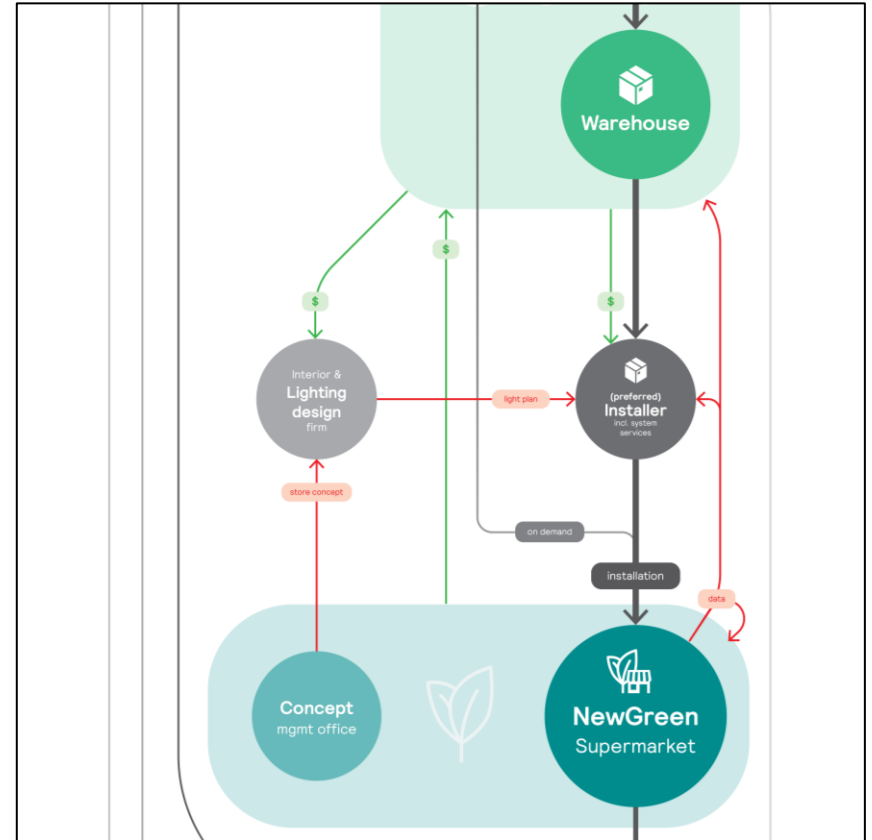 Warehouse
$
$
$
Interior &
Lighting
design
firm
light plan
(preferred)
Installer
incl. system
services
store concept
on demand
installation
data
Concept
mgmt office
NewGreen
Supermarket